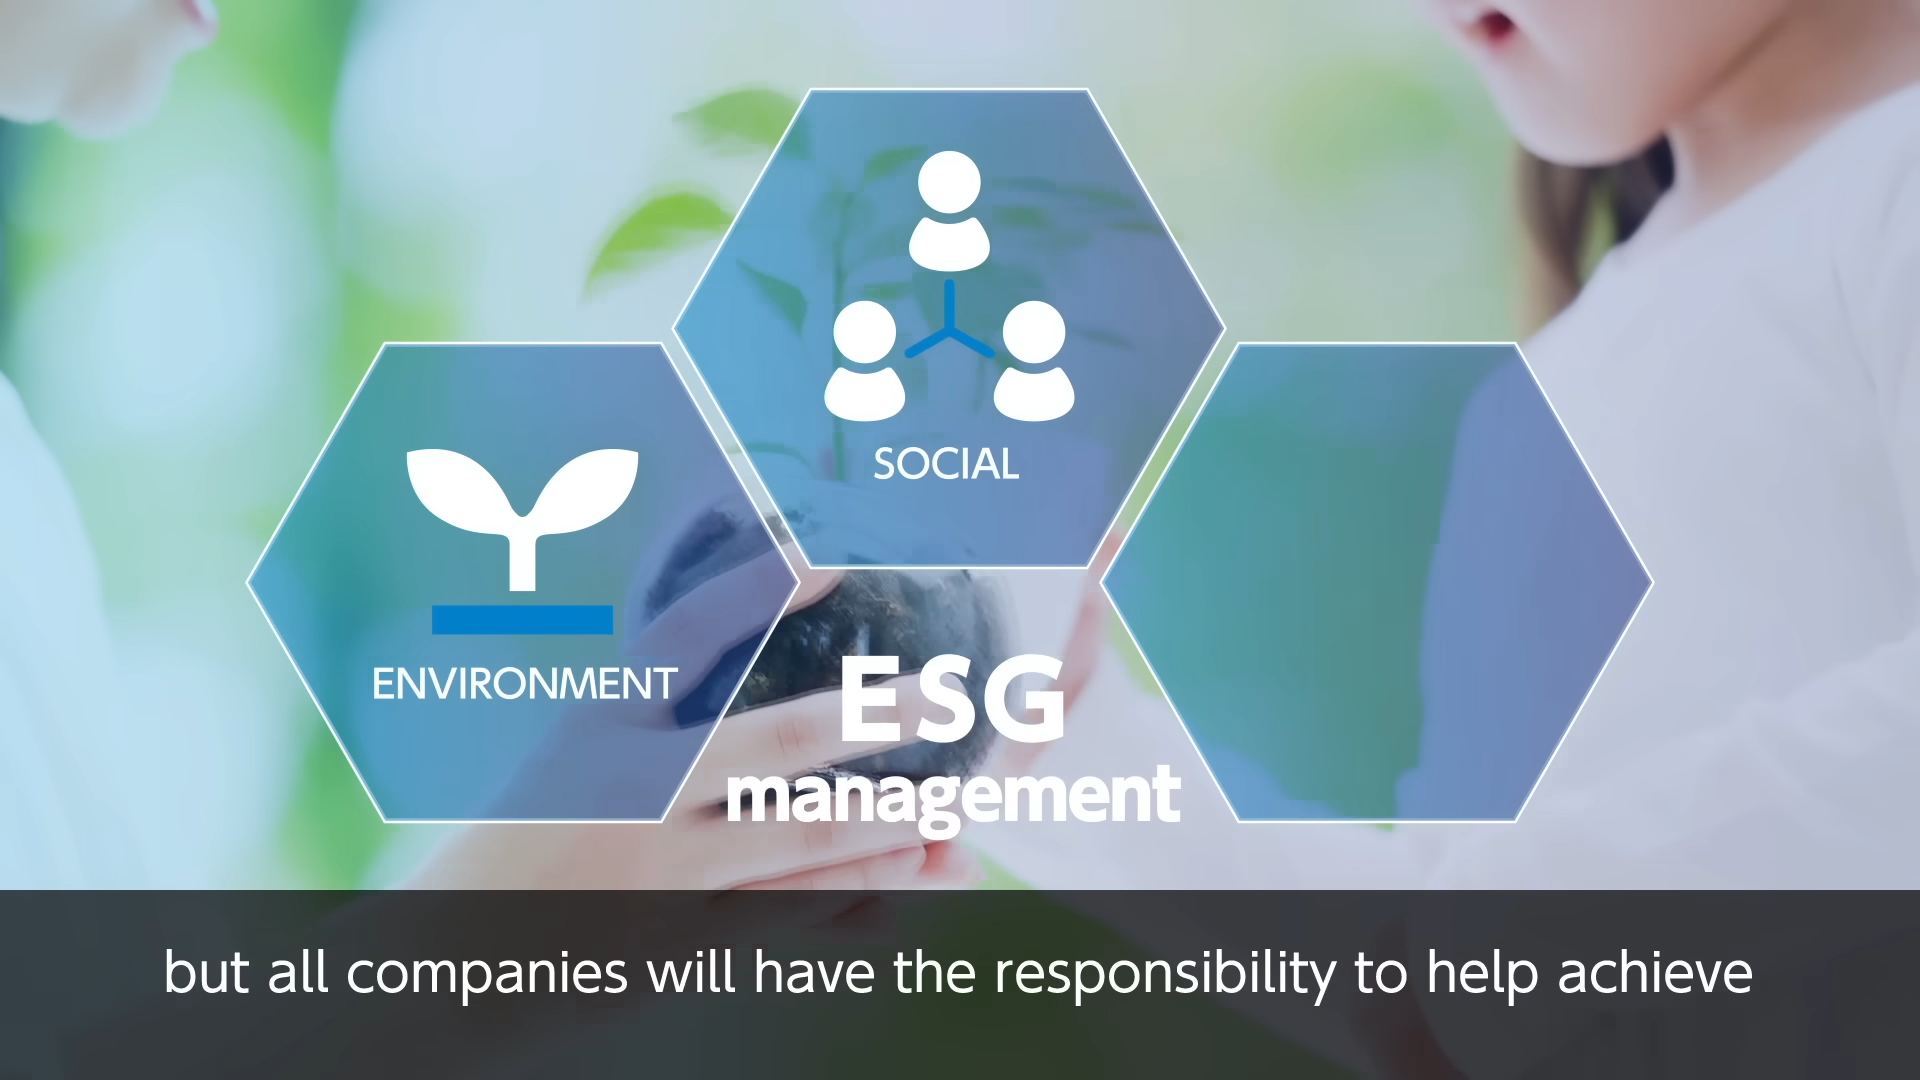 SOCIAL
ENVIRONMENT
ESG
management
but all companies will have the responsibility to help achieve